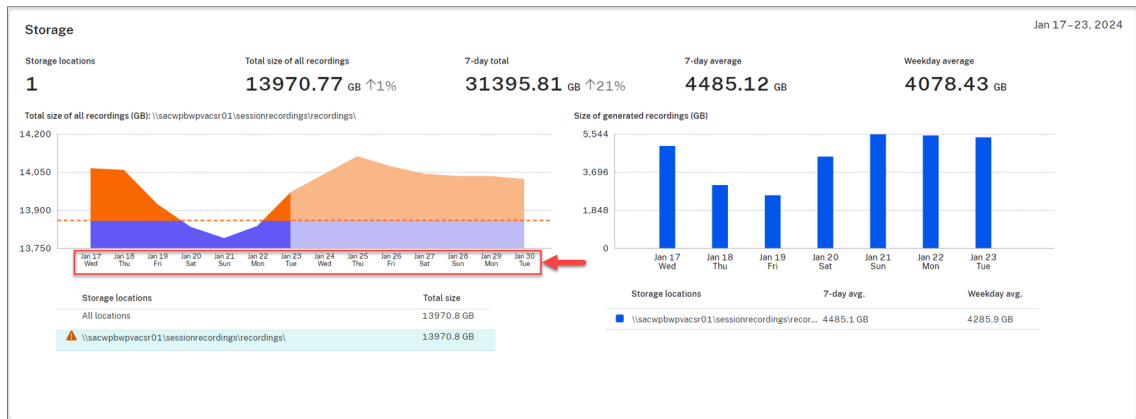 Storage
Jan 17–23, 2024
Storage locations
1
Total size of all recordings
13970.77 GB ↑1%
7-day total
31395.81 GB ↑21%
7-day average
4485.12 GB
Weekday average
4078.43 GB
Total size of all recordings (GB): \\sacwpbwpvacsr01\sessionrecordings\recordings\
14,200
14,050
13,900
13,750
Jan 17 Jan 18 Jan 19 Jan 20 Jan 21 Jan 22 Jan 23 Jan 24 Jan 25 Jan 26 Jan 27 Jan 28 Jan 29 Jan 30
Wed Thu Fri Sat Sun Mon Tue Wed Thu Fri Sat Sun Mon Tue
Storage locations Total size
All locations 13970.8 GB
\\sacwpbwpvacsr01\sessionrecordings\recordings\ 13970.8 GB
Size of generated recordings (GB)
5,544
3,696
1,848
0
Jan 17 Jan 18 Jan 19 Jan 20 Jan 21 Jan 22 Jan 23
Wed Thu Fri Sat Sun Mon Tue
Storage locations 7-day avg. Weekday avg.
\\sacwpbwpvacsr01\sessionrecordings\recor... 4485.1 GB 4285.9 GB